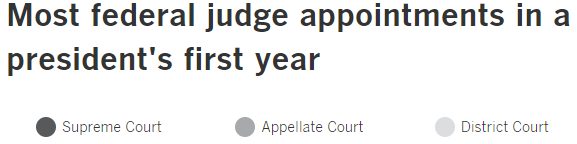 Most federal judge appointments in a
president's first year
Supreme Court Appellate Court District Court